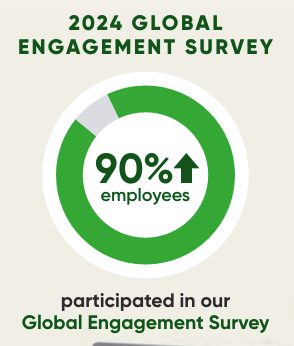 2024 GLOBAL
ENGAGEMENT SURVEY
90%⬆
employees
participated in our
Global Engagement Survey